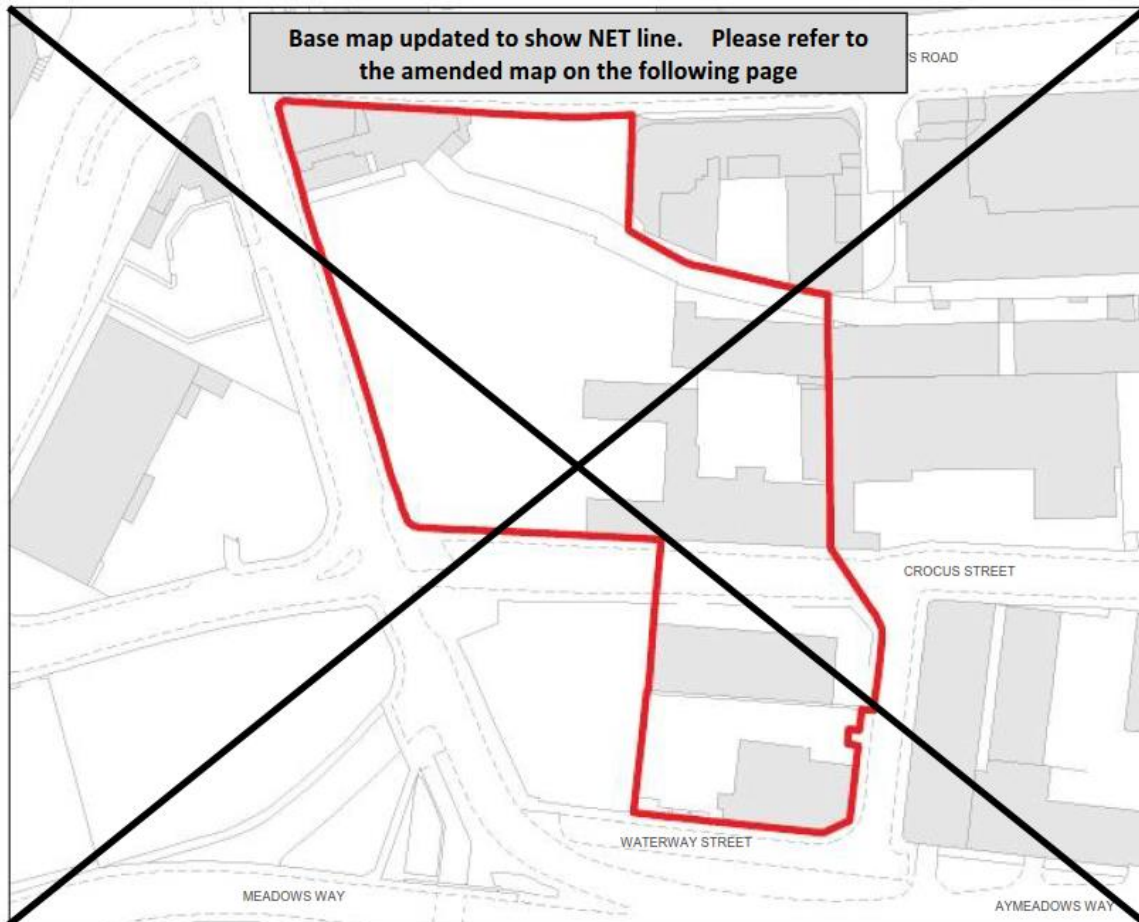 Base map updated to show NET line. Please refer to
the amended map on the following page
S ROAD
CROCUS STREET
WATERWAY STREET
MEADOWS WAY
AYMEADOWS WAY